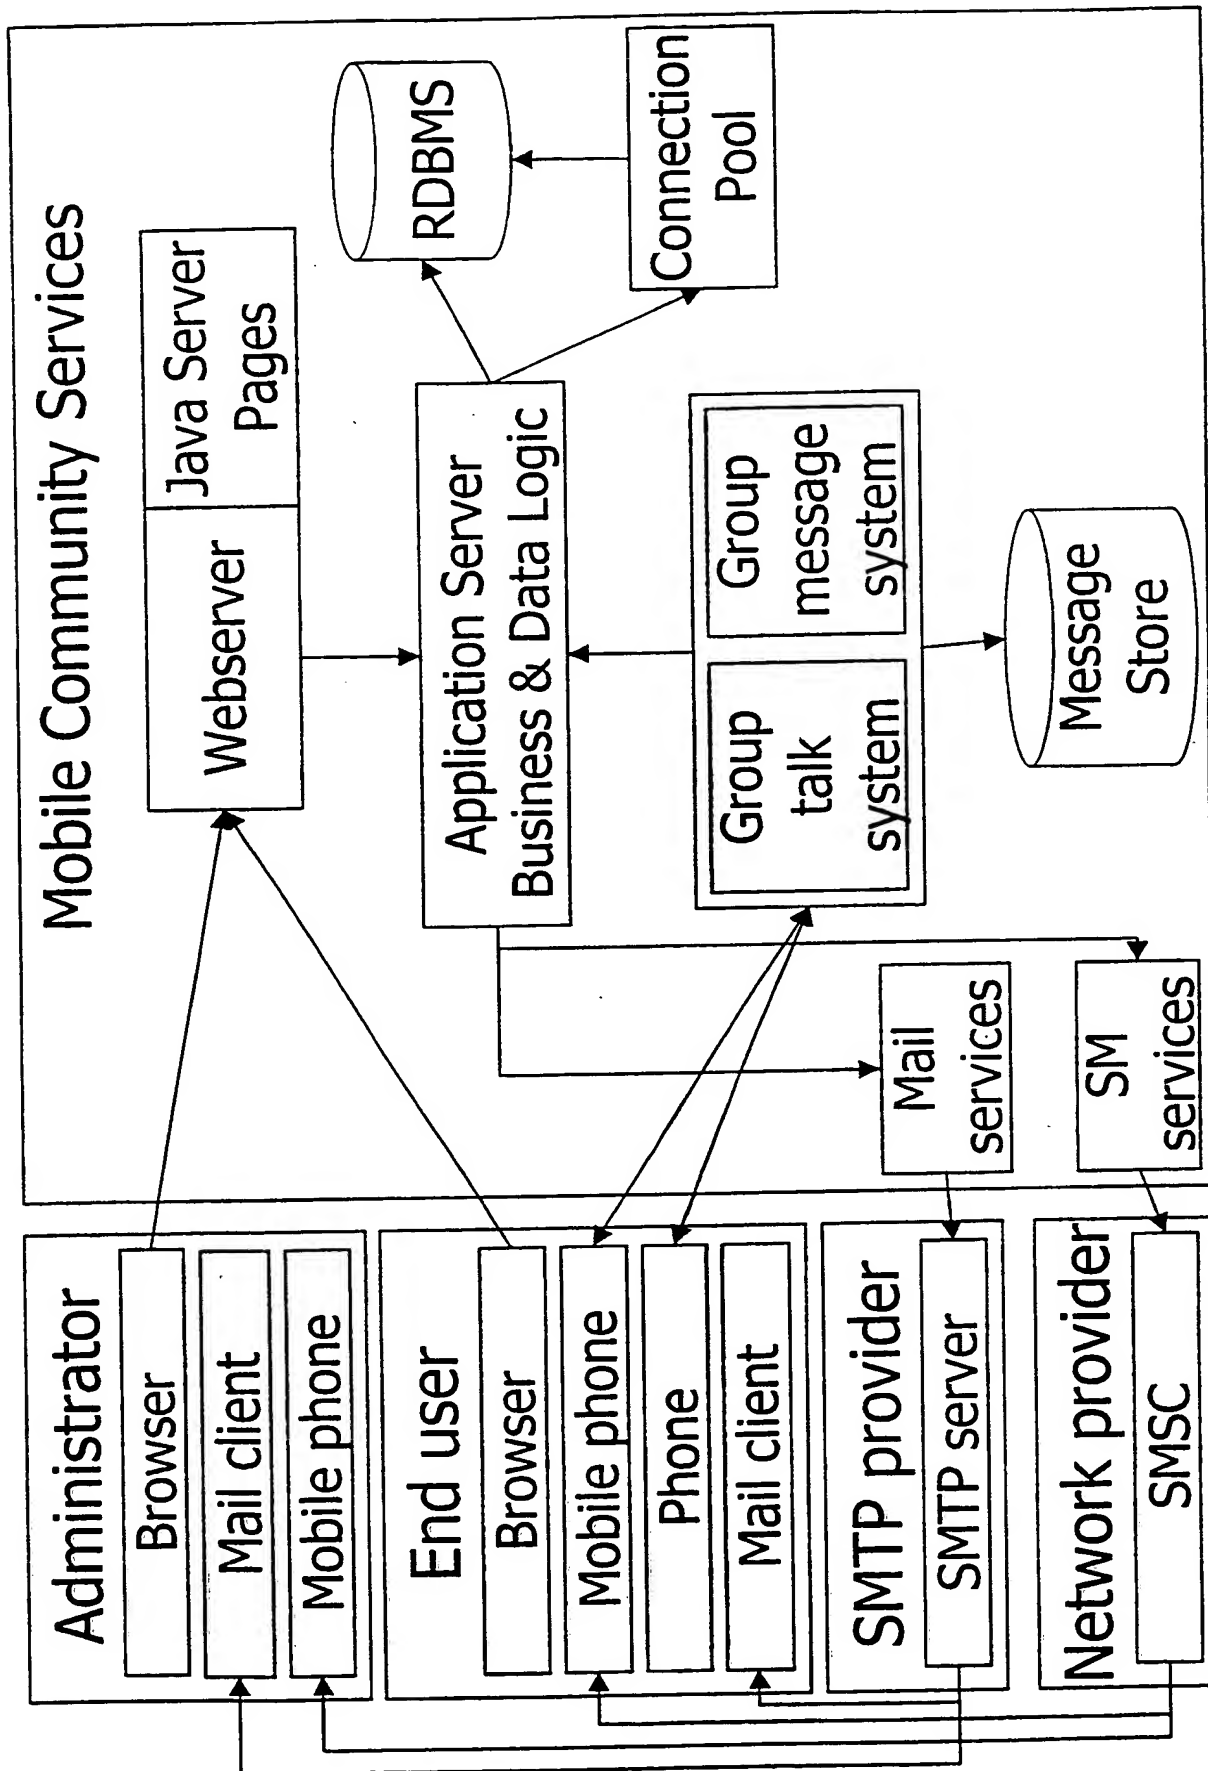 Administrator
Browser
Mail client
Mobile phone
End user
Browser
Mobile phone
Phone
Mail client
SMTP provider
SMTP server
Network provider
SMSC
Mobile Community Services
Webserver
Java Server
Pages
Application Server
Business & Data Logic
RDBMS
Connection
Pool
Group
talk
system
Group
message
system
Message
Store
Mail
services
SM
services